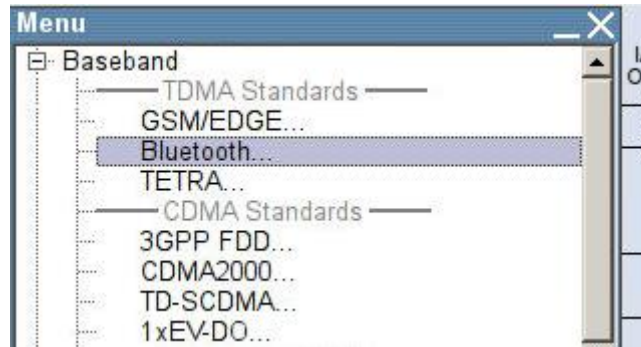 Menu
Baseband
TDMA Standards
GSM/EDGE...
Bluetooth...
TETRA...
CDMA Standards
3GPP FDD...
CDMA2000...
TD-SCDMA...
1xEV-DO...